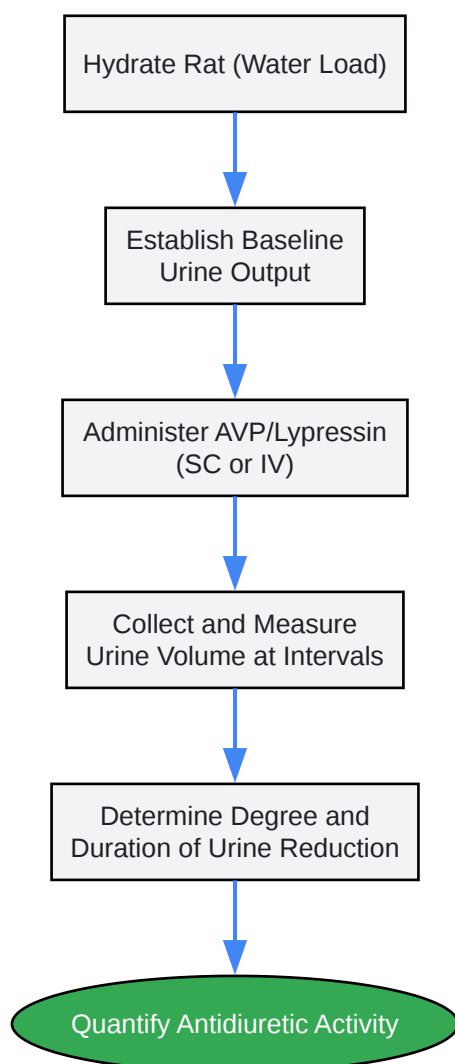 Hydrate Rat (Water Load)
Establish Baseline
Urine Output
Administer AVP/Lypressin
(SC or IV)
Collect and Measure
Urine Volume at Intervals
Determine Degree and
Duration of Urine Reduction
Quantify Antidiuretic Activity